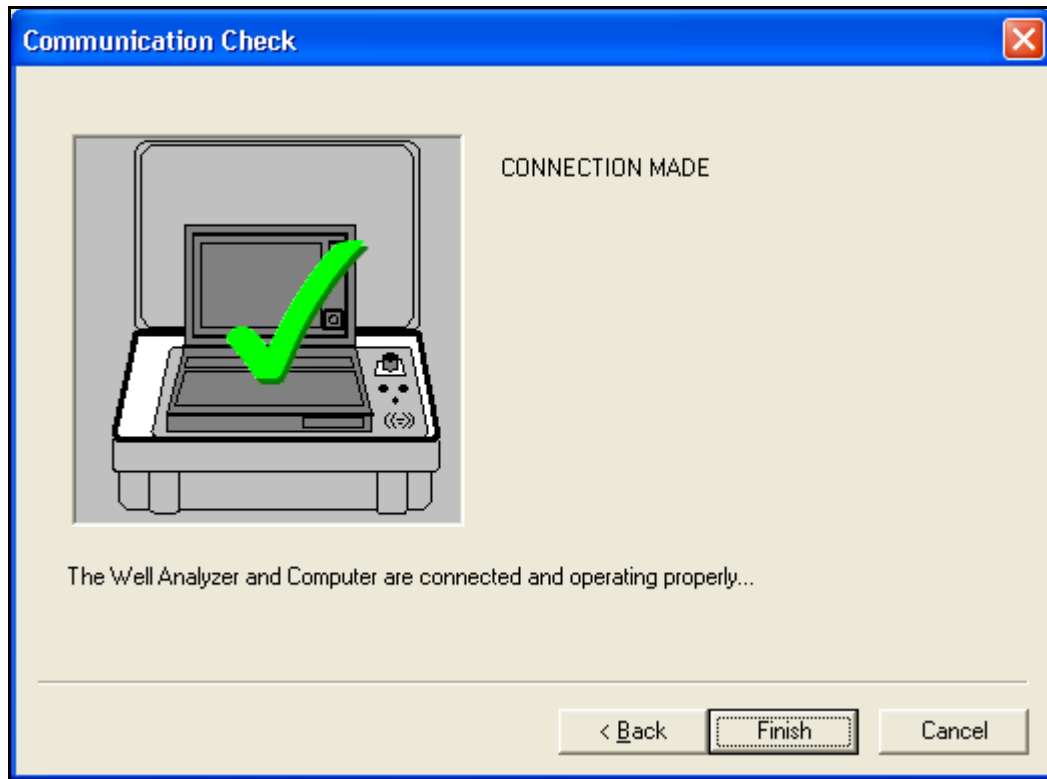 Communication Check
CONNECTION MADE
The Well Analyzer and Computer are connected and operating properly...
< Back
Finish
Cancel